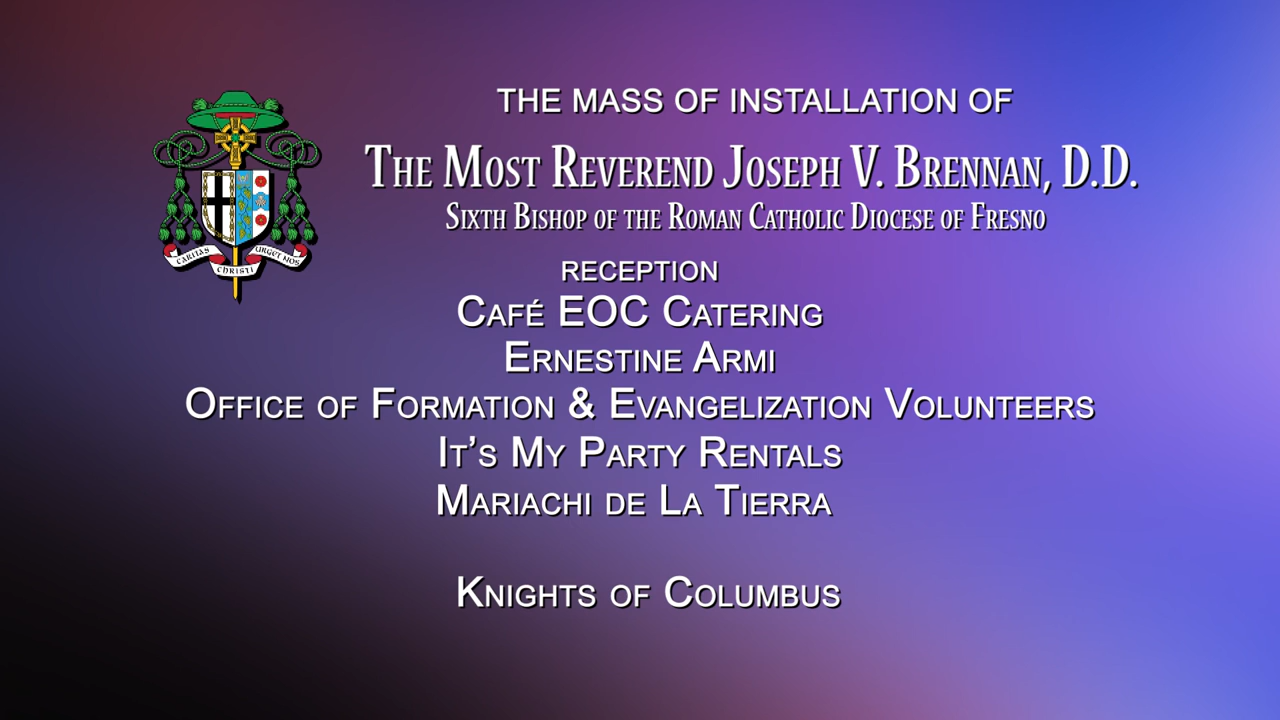 THE MASS OF INSTALLATION OF
THE MOST REVEREND JOSEPH V. BRENNAN, D.D.
SIXTH BISHOP OF THE ROMAN CATHOLIC DIOCESE OF FRESNO
CARITAS CHRISTI URGET NOS
RECEPTION
CAFÉ EOC CATERING
ERNESTINE ARMI
OFFICE OF FORMATION & EVANGELIZATION VOLUNTEERS
IT’S MY PARTY RENTALS
MARIACHI DE LA TIERRA
KNIGHTS OF COLUMBUS